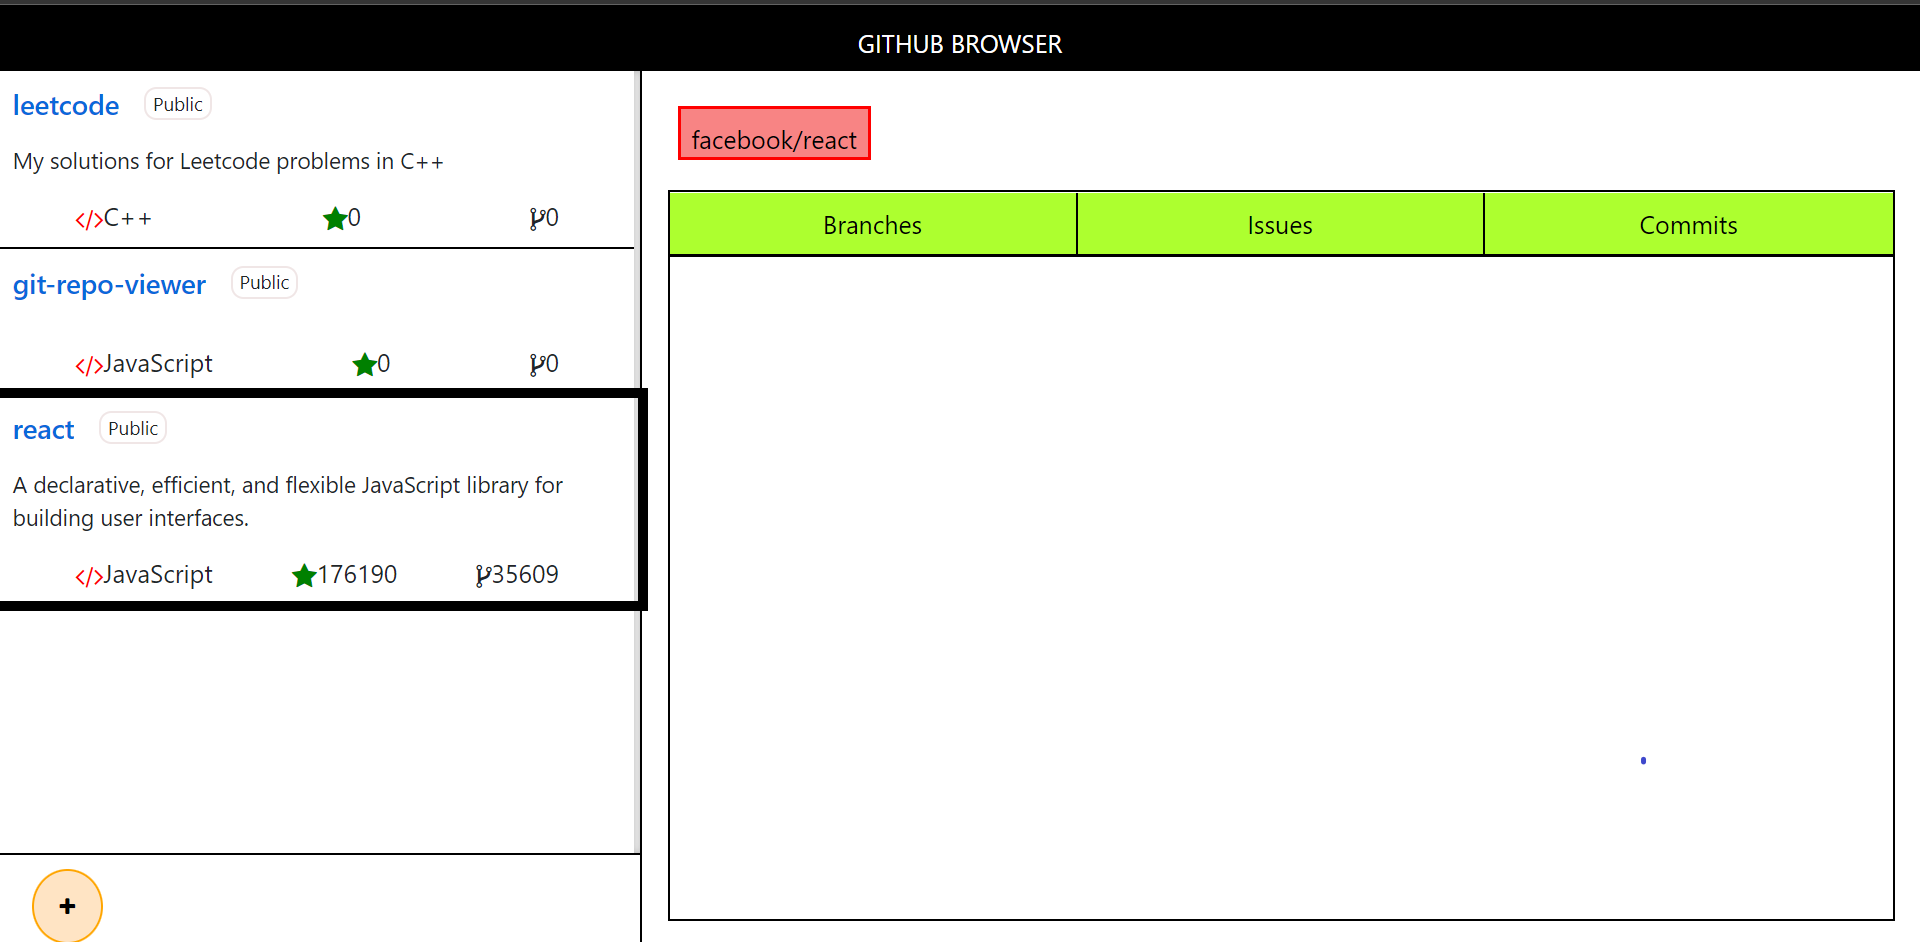 GITHUB BROWSER
leetcode Public
My solutions for Leetcode problems in C++
</>C++ 0 0
git-repo-viewer Public
</>JavaScript 0 0
react Public
A declarative, efficient, and flexible JavaScript library for
building user interfaces.
</>JavaScript 176190 35609
+
facebook/react
Branches Issues Commits